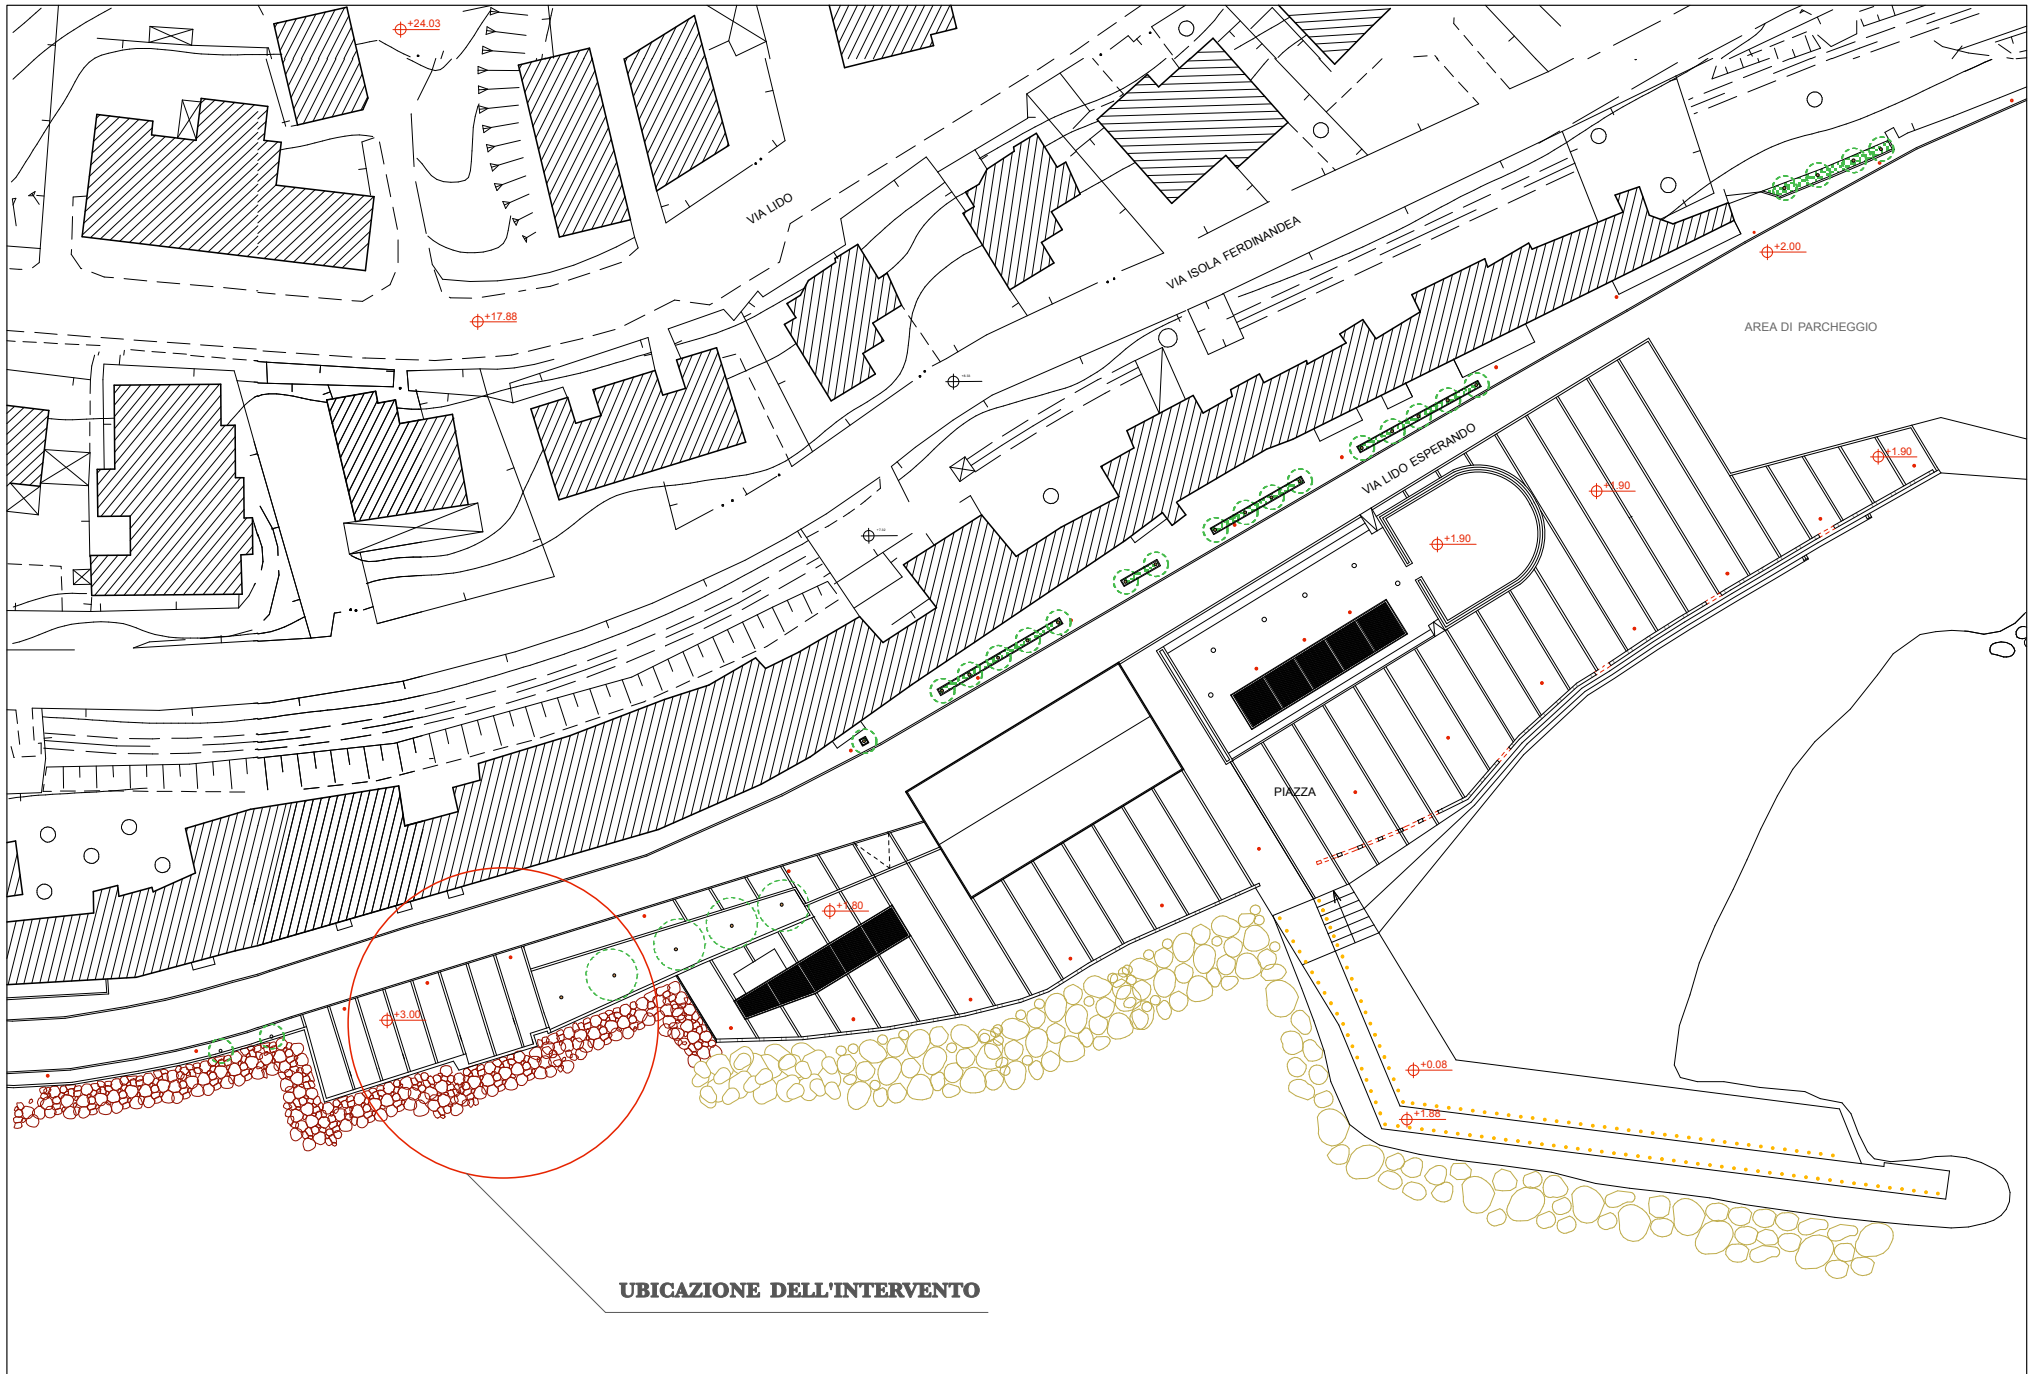 +24.03
VIA LIDO
VIA ISOLA FERDINANDEA
+2.00
+17.88
AREA DI PARCHEGGIO
VIA LIDO ESPERANDO
+1.90
+1.90
+1.90
PIAZZA
+1.80
+3.00
+0.08
+1.88
UBICAZIONE DELL'INTERVENTO